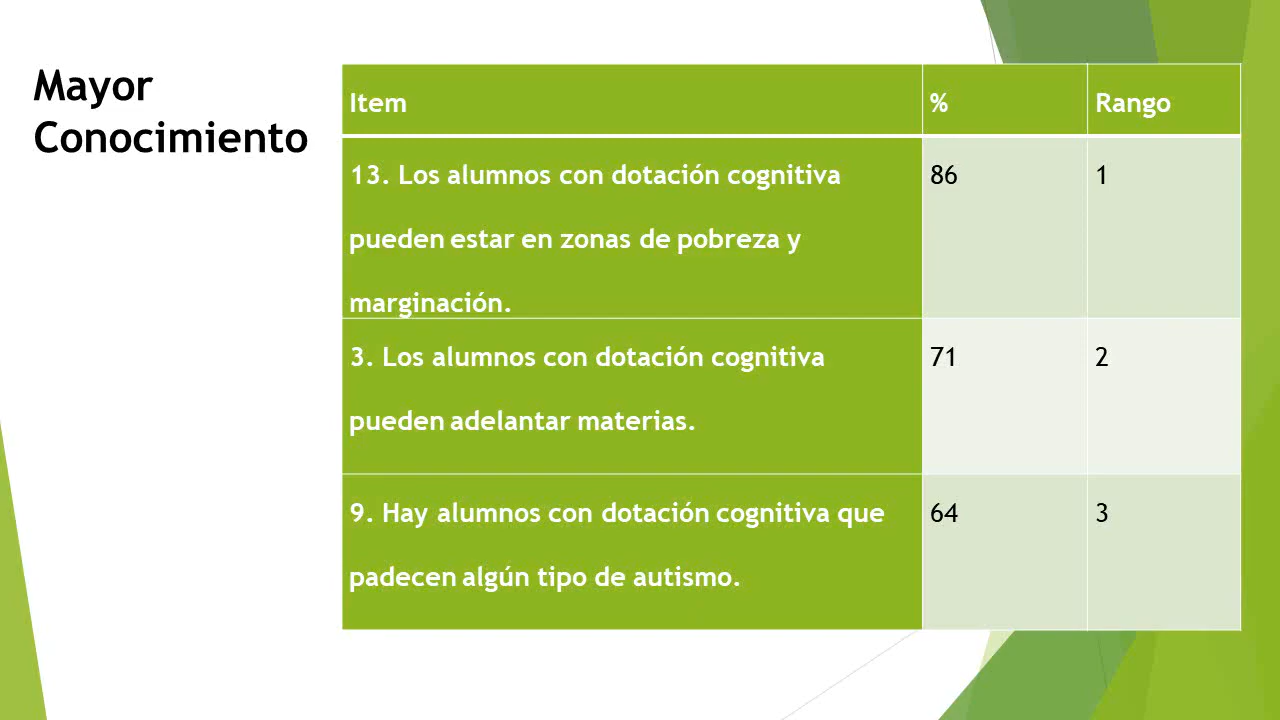 Mayor
Conocimiento
Item % Rango
13. Los alumnos con dotación cognitiva 86 1
pueden estar en zonas de pobreza y
marginación.
3. Los alumnos con dotación cognitiva 71 2
pueden adelantar materias.
9. Hay alumnos con dotación cognitiva que 64 3
padecen algún tipo de autismo.